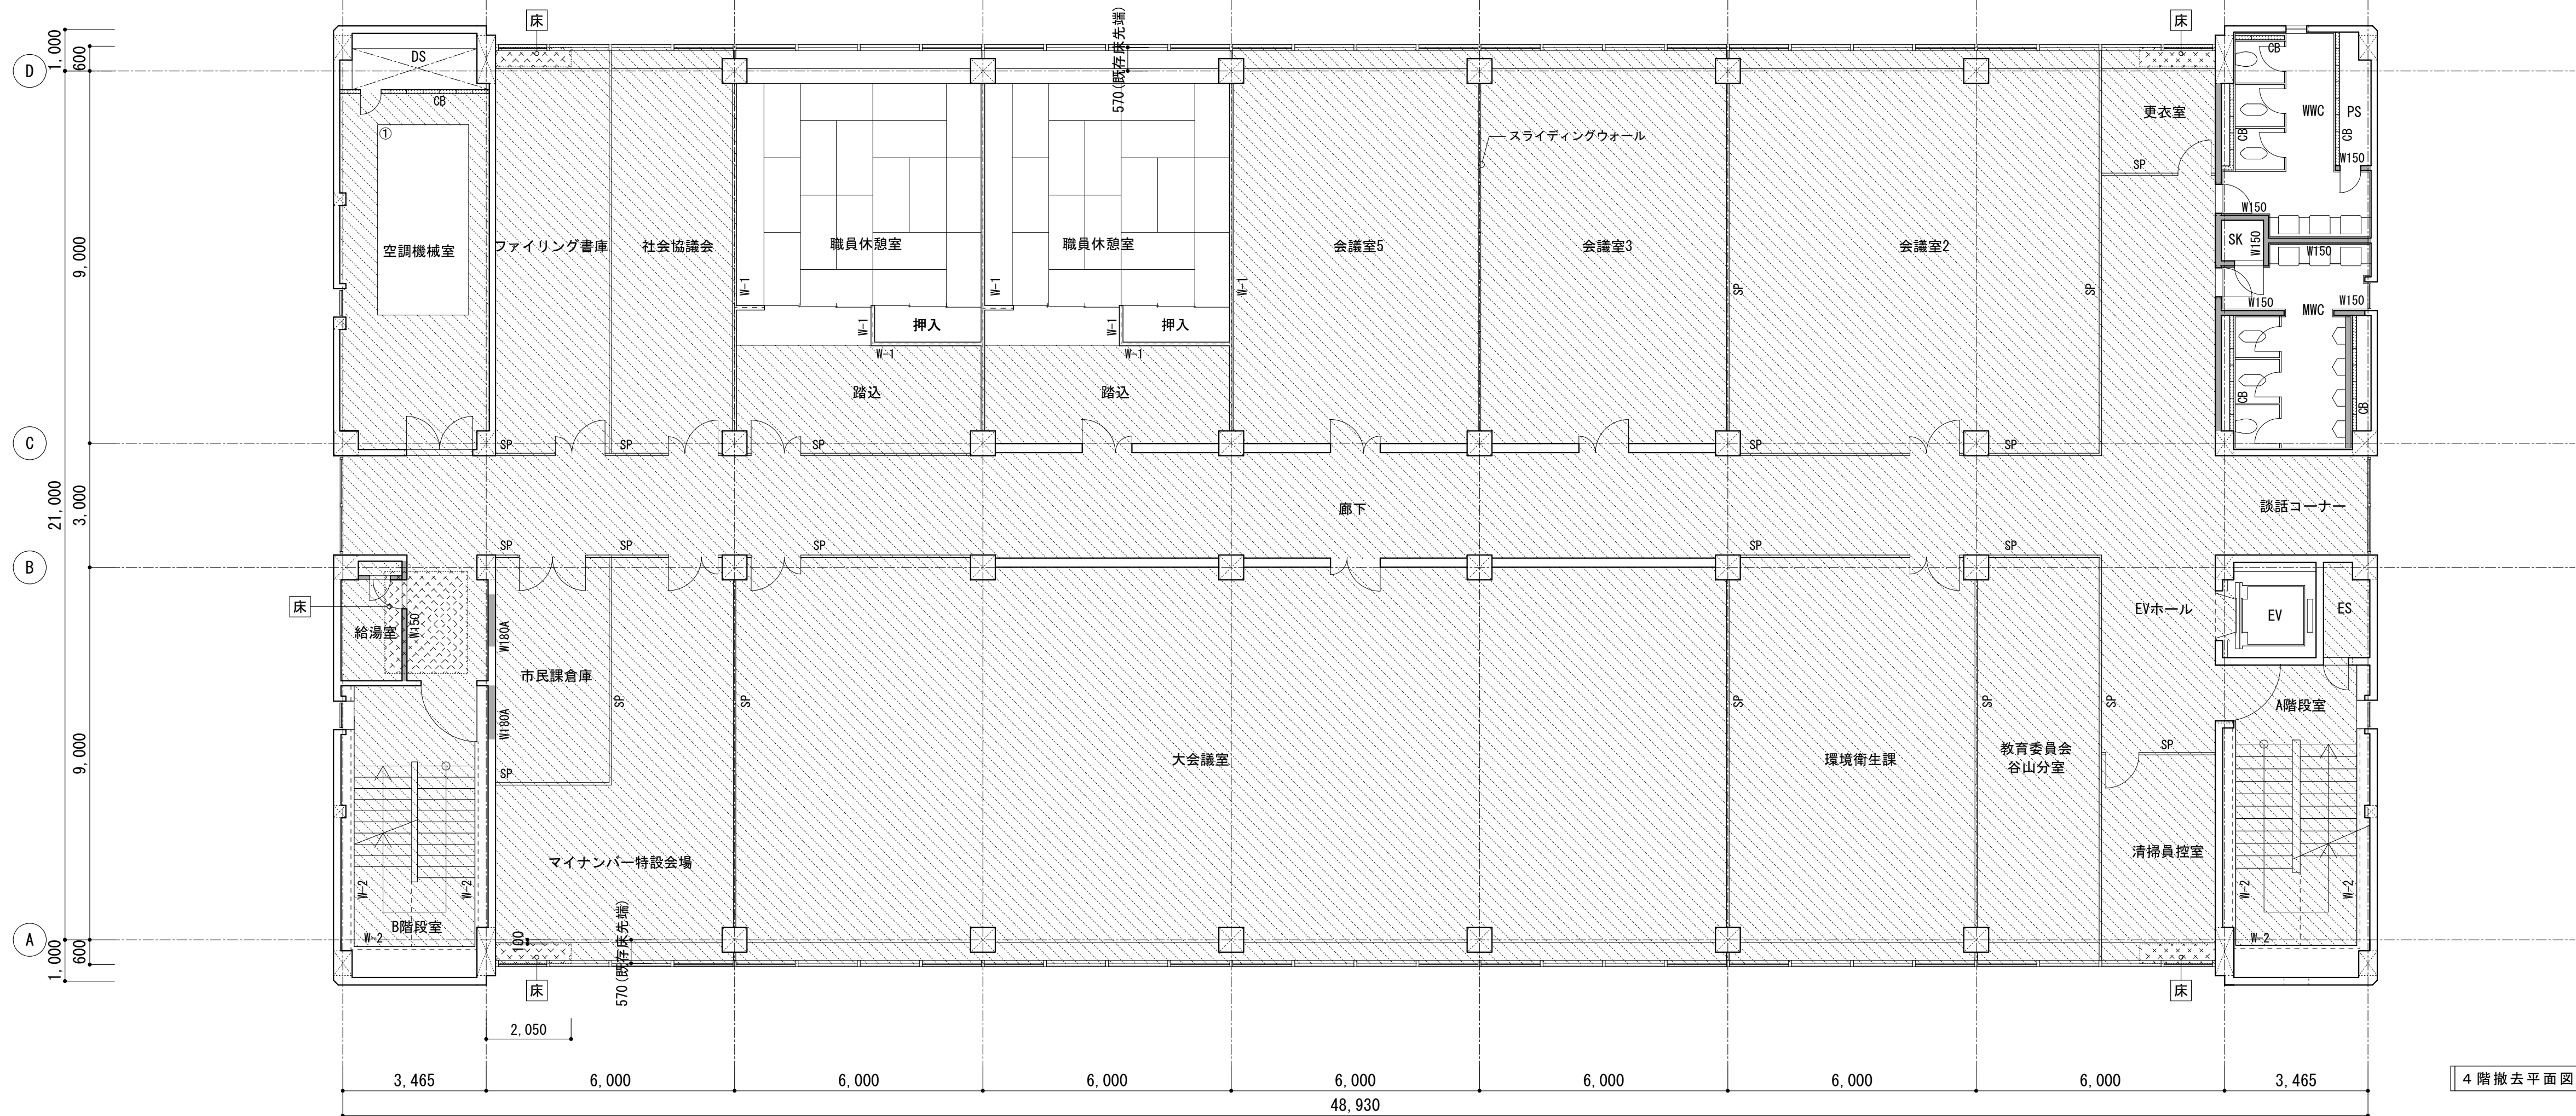 床
床
1,000
600
570(既存床先端)
D
DS
CB
CB
①
更衣室
WWC
PS
CB
CB
スライディングウォール
SP
W150
W150
9,000
空調機械室
ファイリング書庫
社会協議会
職員休憩室
職員休憩室
会議室5
会議室3
会議室2
SK
W150
W150
W-1
W-1
W-1
SP
SP
W150
W150
MWC
W-1
押入
W-1
押入
W-1
W-1
踏込
踏込
CB
CB
C
SP
SP
SP
SP
SP
21,000
3,000
廊下
談話コーナー
SP
SP
SP
SP
SP
B
床
給湯室
W150
W180A
EVホール
EV
ES
市民課倉庫
SP
SP
SP
SP
SP
W180A
A階段室
9,000
SP
大会議室
環境衛生課
教育委員会
谷山分室
SP
マイナンバー特設会場
清掃員控室
W-2
W-2
W-2
W-2
B階段室
W-2
W-2
A
100
570(既存床先端)
600
1,000
床
床
2,050
3,465
6,000
6,000
6,000
6,000
6,000
6,000
6,000
3,465
48,930
4階撤去平面図